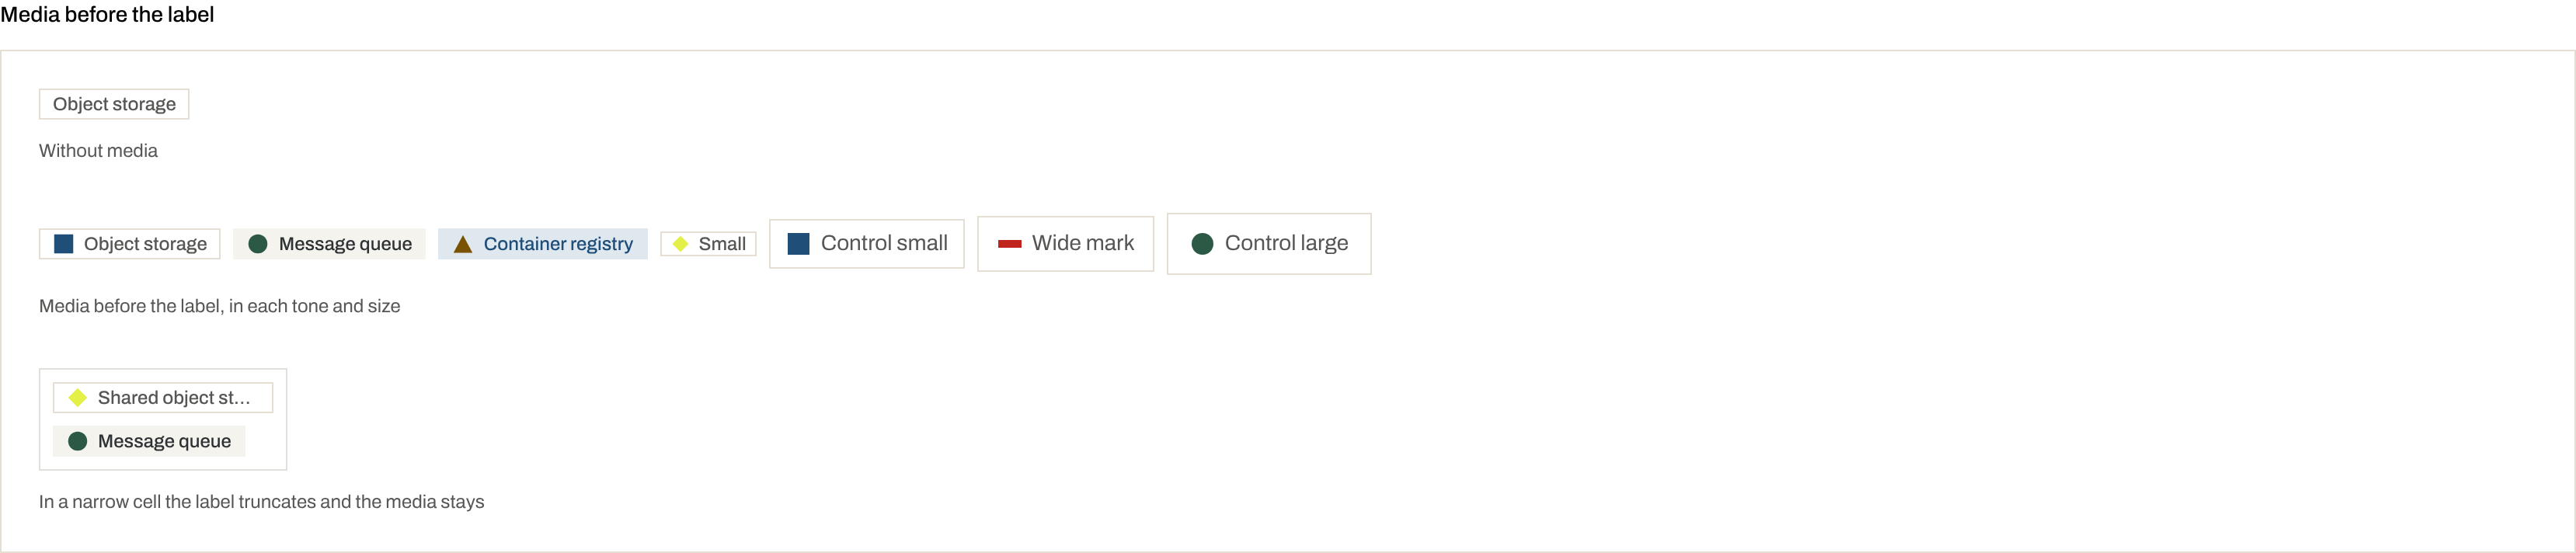 Media before the label
Object storage
Without media
Object storage Message queue Container registry Small Control small Wide mark Control large
Media before the label, in each tone and size
Shared object st...
Message queue
In a narrow cell the label truncates and the media stays